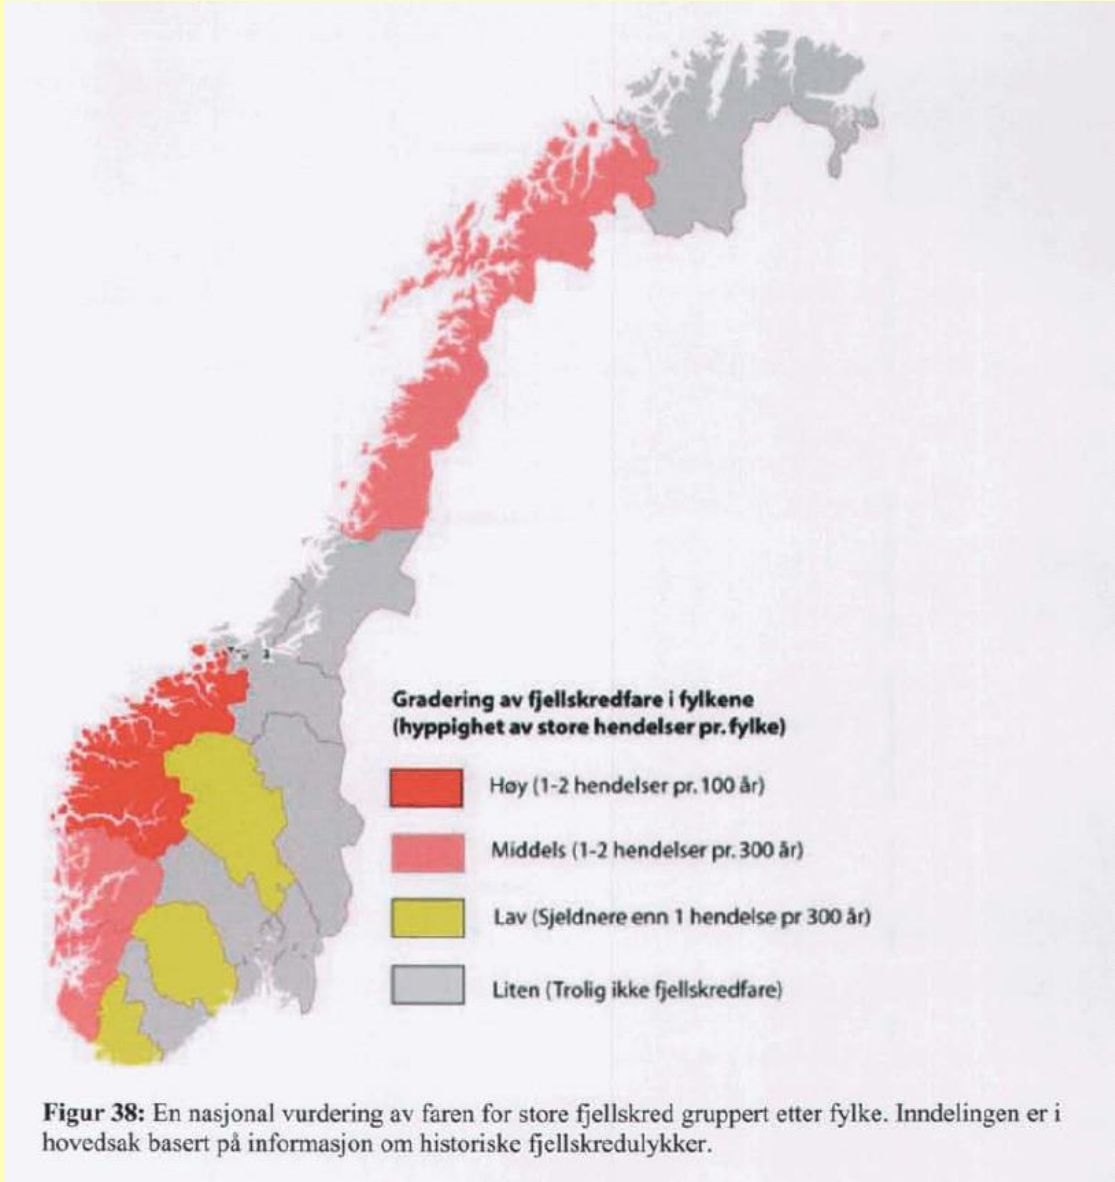 Gradering av fjellskredfare i fylkene
(hyppighet av store hendelser pr. fylke)
Høy (1-2 hendelser pr. 100 år)
Middels (1-2 hendelser pr. 300 år)
Lav (Sjeldnere enn 1 hendelse pr 300 år)
Liten (Trolig ikke fjellskredfare)
Figur 38: En nasjonal vurdering av faren for store fjellskred gruppert etter fylke. Inndelingen er i
hovedsak basert på informasjon om historiske fjellskredulykker.